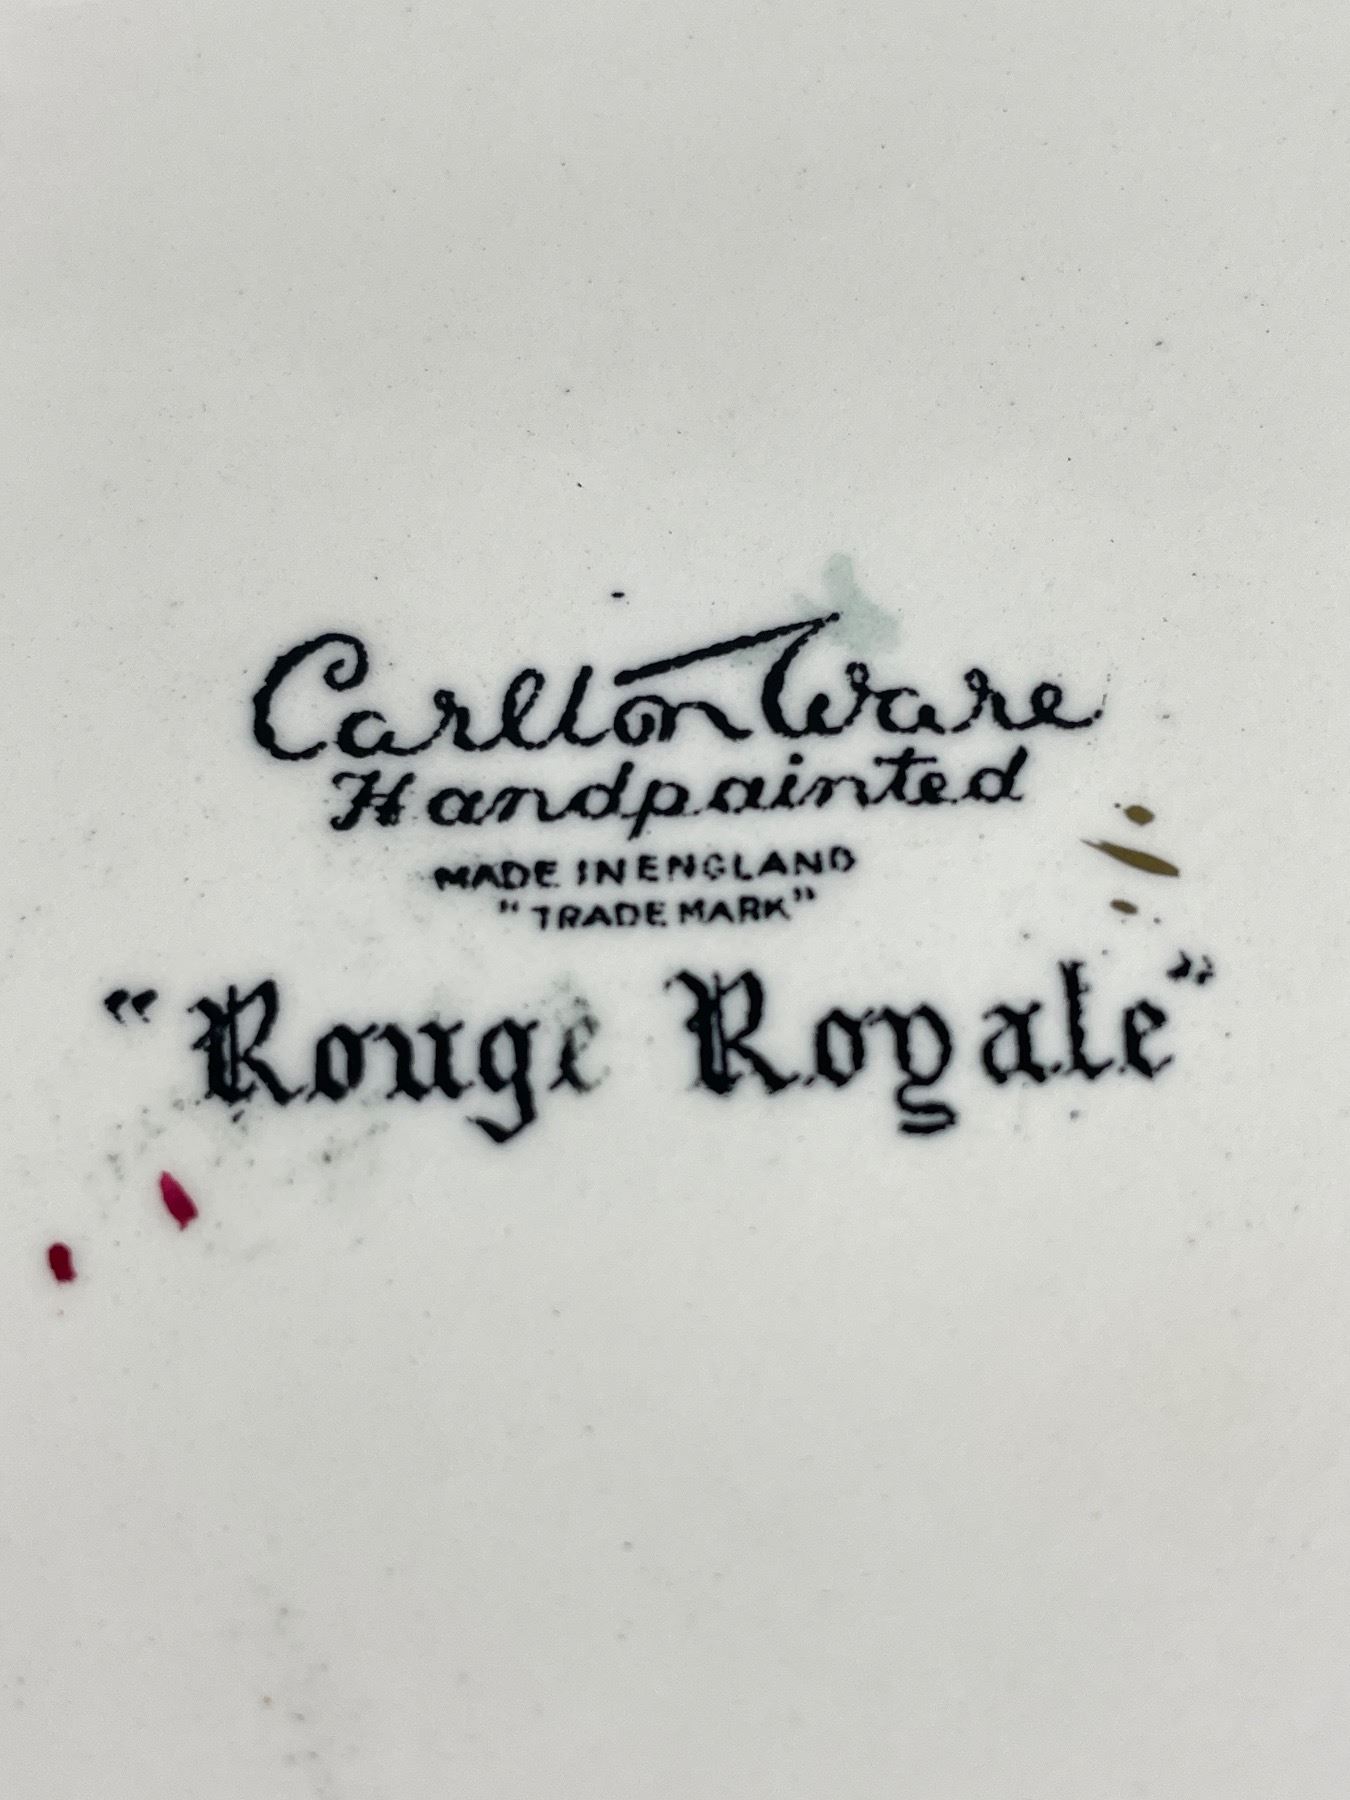 Carlton Ware
Handpainted
MADE IN ENGLAND
"TRADE MARK"
"Rouge Royale"